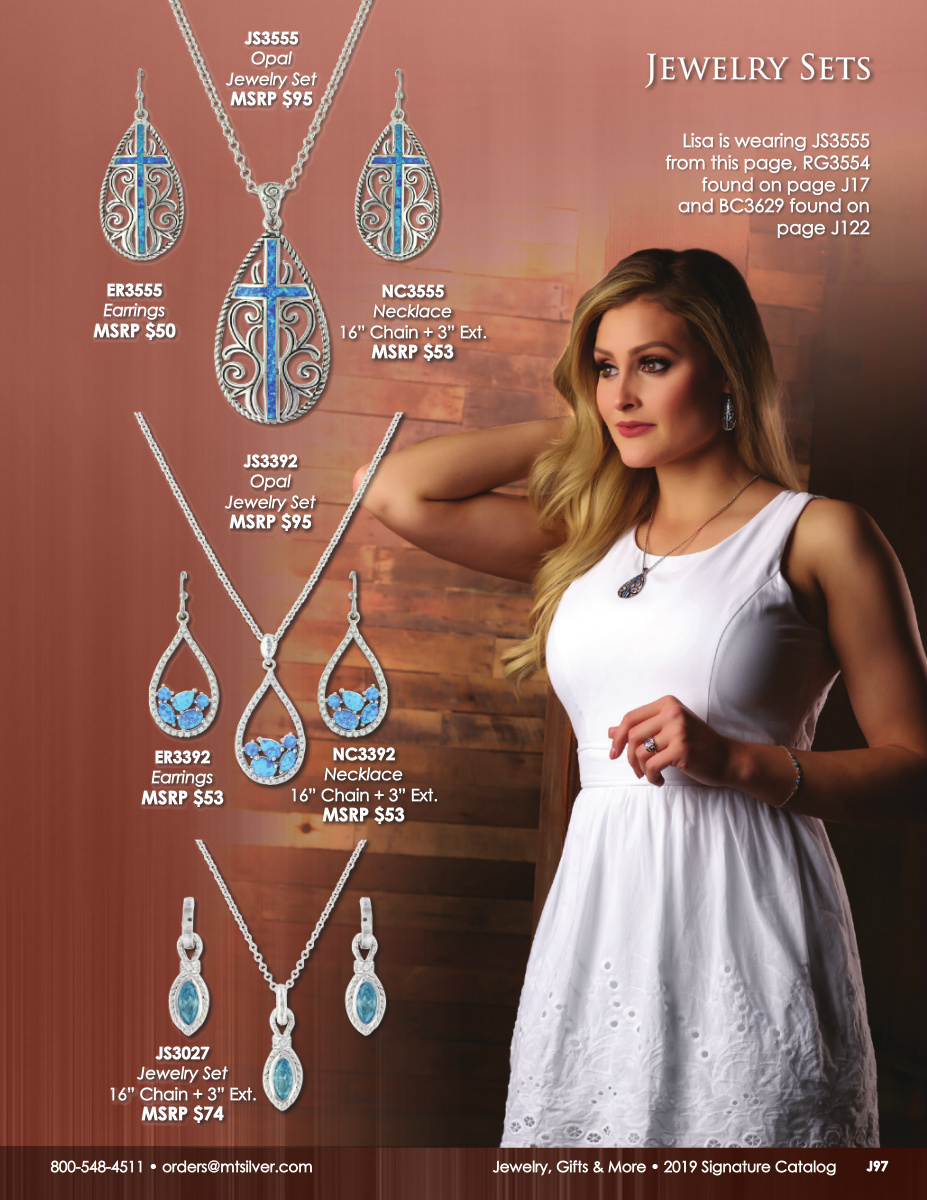 JS3555
Opal
Jewelry Set
MSRP $95
Jewelry Sets
Lisa is wearing JS3555
from this page, RG3554
found on page J17
and BC3629 found on
page J122
ER3555
Earrings
MSRP $50
NC3555
Necklace
16” Chain + 3” Ext.
MSRP $53
JS3392
Opal
Jewelry Set
MSRP $95
ER3392
Earrings
MSRP $53
NC3392
Necklace
16” Chain + 3” Ext.
MSRP $53
JS3027
Jewelry Set
16” Chain + 3” Ext.
MSRP $74
800-548-4511 • orders@mtsilver.com
Jewelry, Gifts & More • 2019 Signature Catalog J97